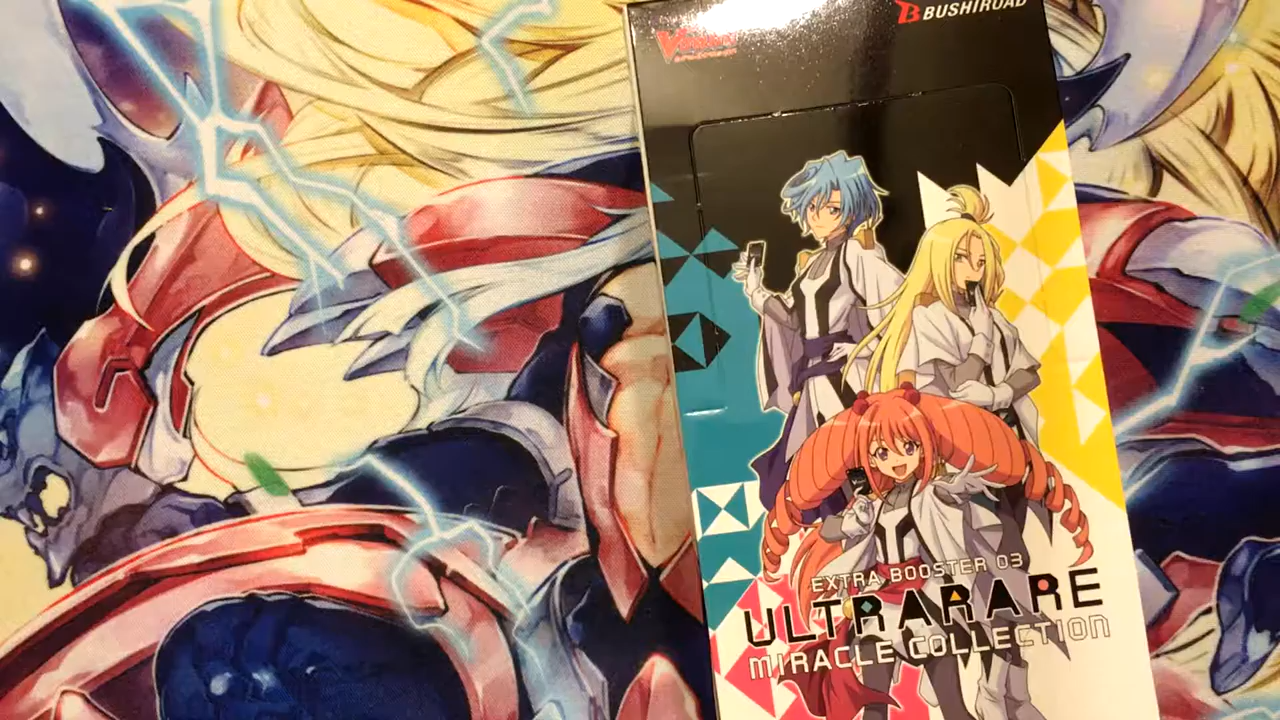 BUSHIROAD
EXTRA BOOSTER 03
ULTRARARE
MIRACLE COLLECTION